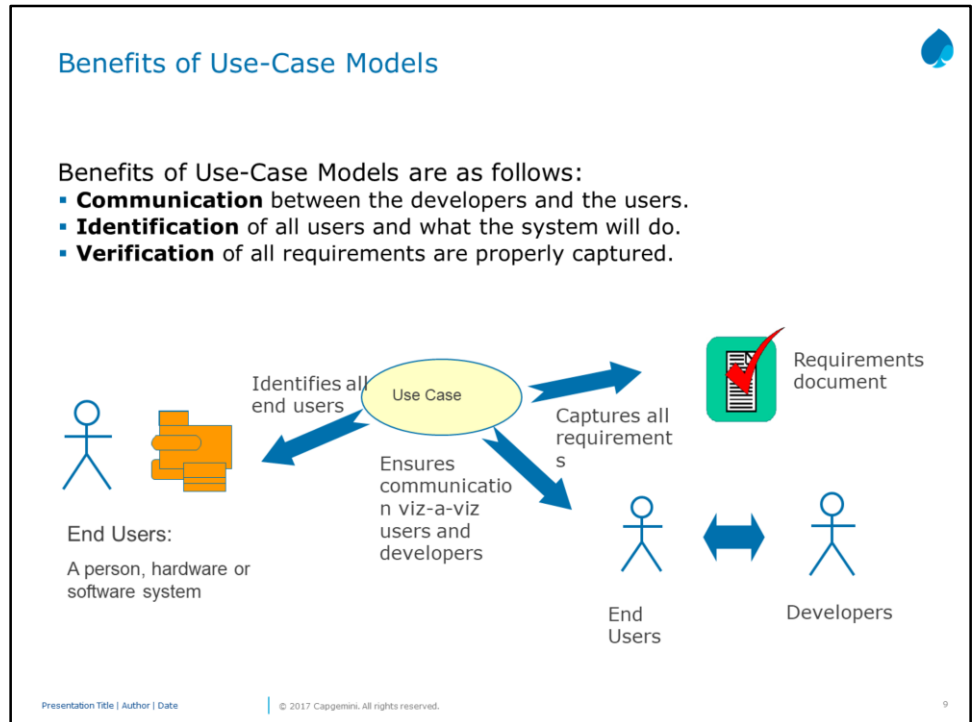 Benefits of Use-Case Models
Benefits of Use-Case Models are as follows:
▪ Communication between the developers and the users.
▪ Identification of all users and what the system will do.
▪ Verification of all requirements are properly captured.
Identifies all
end users
Use Case
Captures all
requirement
s
Requirements
document
Ensures
communicatio
n viz-a-viz
users and
developers
End Users:
A person, hardware or
software system
End
Users
Developers
Presentation Title | Author | Date
© 2017 Capgemini. All rights reserved.
9